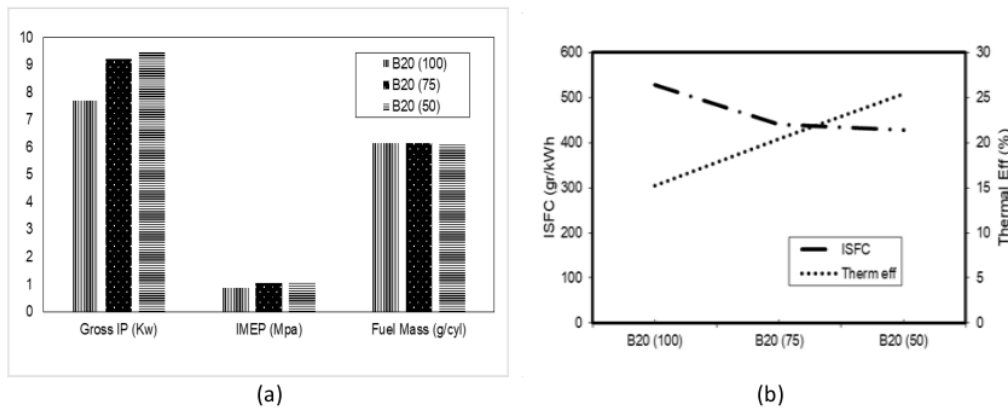 10
9
8
7
6
5
4
3
2
1
0
B20 (100)
B20 (75)
B20 (50)
Gross IP (Kw)
IMEP (Mpa)
Fuel Mass (g/cyl)
(a)
ISFC (gr/kWh)
600
500
400
300
200
100
0
30
25
20
15
10
5
0
Thermal Eff (%)
ISFC
Therm eff
B20 (100)
B20 (75)
B20 (50)
(b)